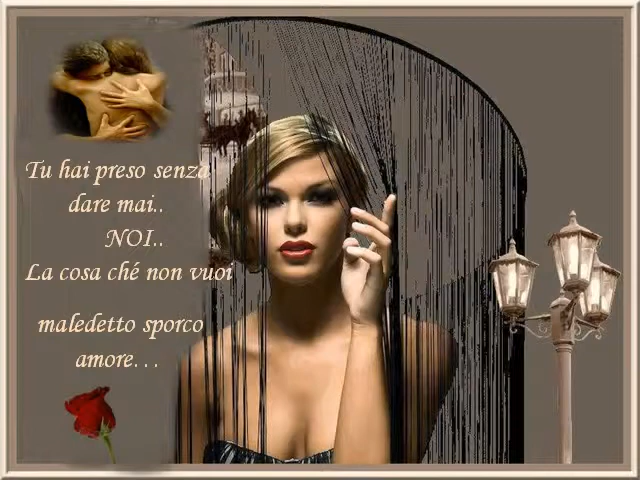 Tu hai preso senza
dare mai..
NOI..
La cosa ché non vuoi
maledetto sporco
amore...